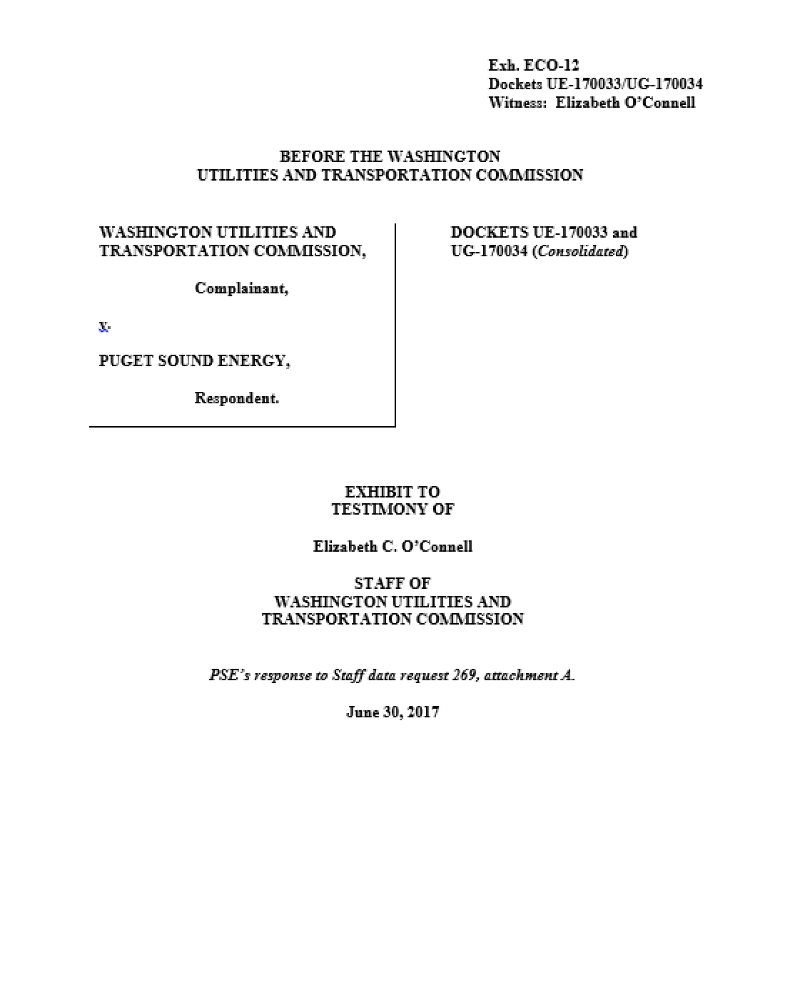 Exh. ECO-12
Dockets UE-170033/UG-170034
Witness: Elizabeth O’Connell
BEFORE THE WASHINGTON
UTILITIES AND TRANSPORTATION COMMISSION
WASHINGTON UTILITIES AND
TRANSPORTATION COMMISSION,
Complainant,
v.
PUGET SOUND ENERGY,
Respondent.
DOCKETS UE-170033 and
UG-170034 (Consolidated)
EXHIBIT TO
TESTIMONY OF
Elizabeth C. O’Connell
STAFF OF
WASHINGTON UTILITIES AND
TRANSPORTATION COMMISSION
PSE’s response to Staff data request 269, attachment A.
June 30, 2017